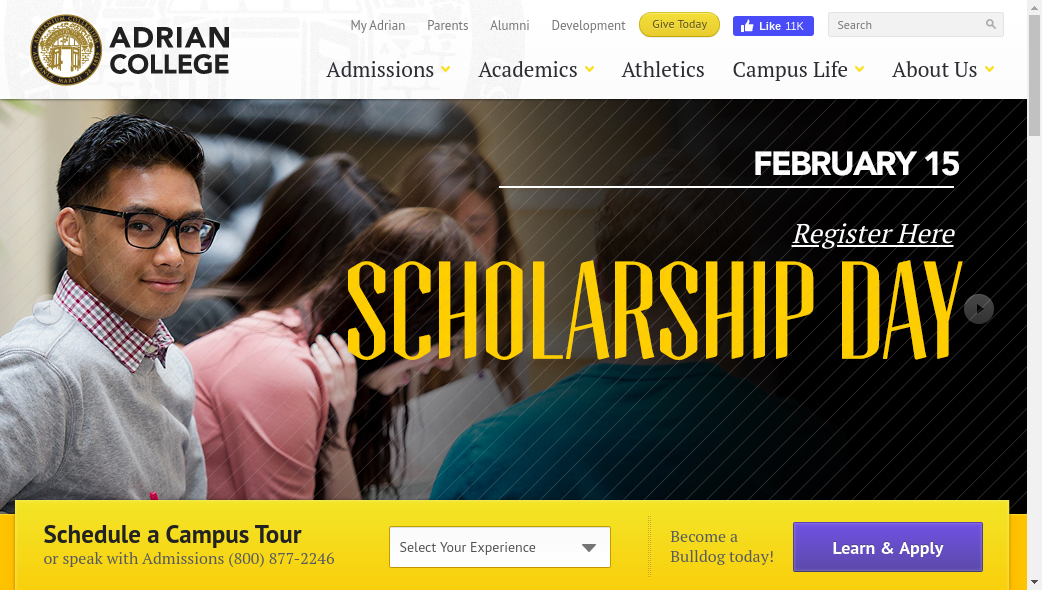 ADRIAN
COLLEGE
My Adrian Parents Alumni Development Give Today Like 11K Search
Admissions Academics Athletics Campus Life About Us
FEBRUARY 15
Register Here
SCHOLARSHIP DAY
Schedule a Campus Tour
or speak with Admissions (800) 877-2246
Select Your Experience
Become a
Bulldog today!
Learn & Apply